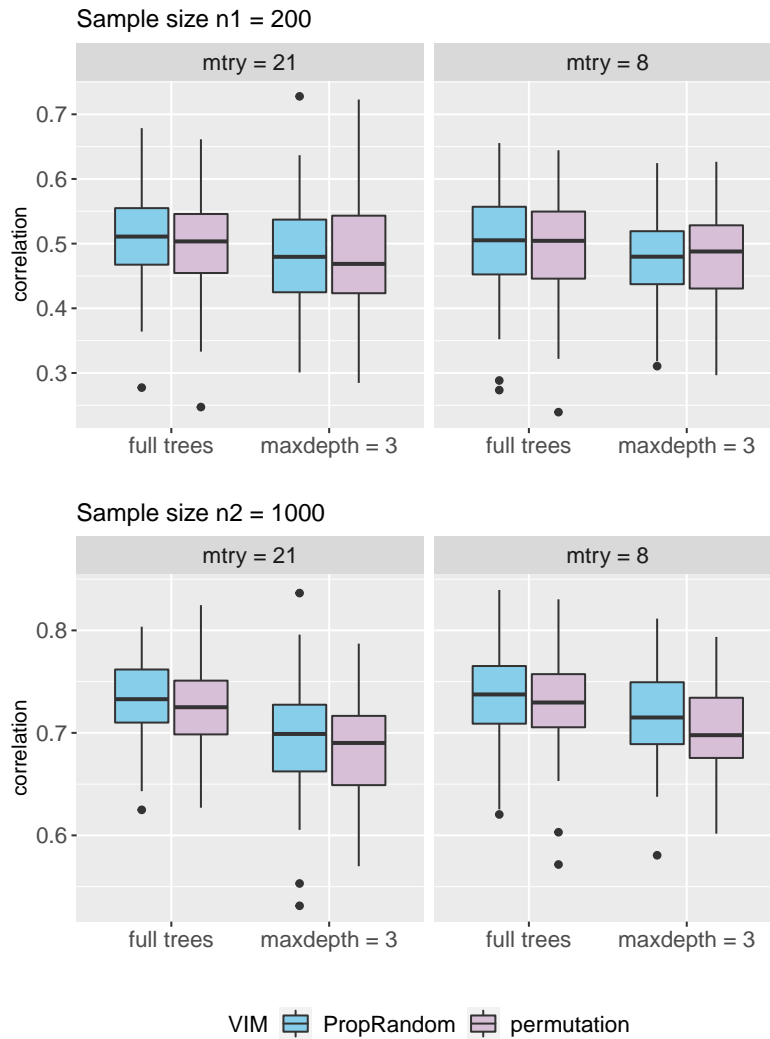 Sample size n1 = 200
mtry = 21
mtry = 8
correlation
0.7
0.6
0.5
0.4
0.3
full trees
maxdepth = 3
full trees
maxdepth = 3
Sample size n2 = 1000
mtry = 21
mtry = 8
correlation
0.8
0.7
0.6
full trees
maxdepth = 3
full trees
maxdepth = 3
VIM PropRandom permutation